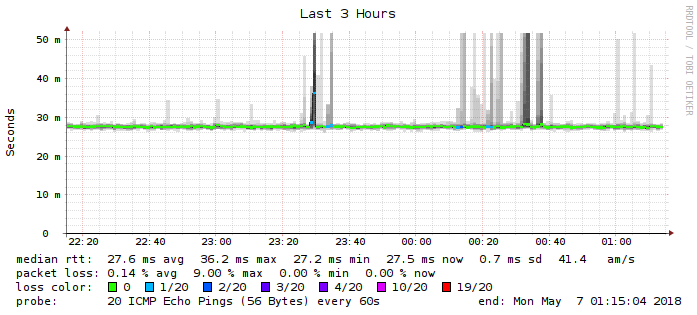 Last 3 Hours
RRDTOOL / TOBI OETIKER
Seconds
50 m
40 m
30 m
20 m
10 m
0
22:20 22:40 23:00 23:20 23:40 00:00 00:20 00:40 01:00
median rtt: 27.6 ms avg 36.2 ms max 27.2 ms min 27.5 ms now 0.7 ms sd 41.4 am/s
packet loss: 0.14 % avg 9.00 % max 0.00 % min 0.00 % now
loss color: 0 1/20 2/20 3/20 4/20 10/20 19/20
probe: 20 ICMP Echo Pings (56 Bytes) every 60s end: Mon May 7 01:15:04 2018